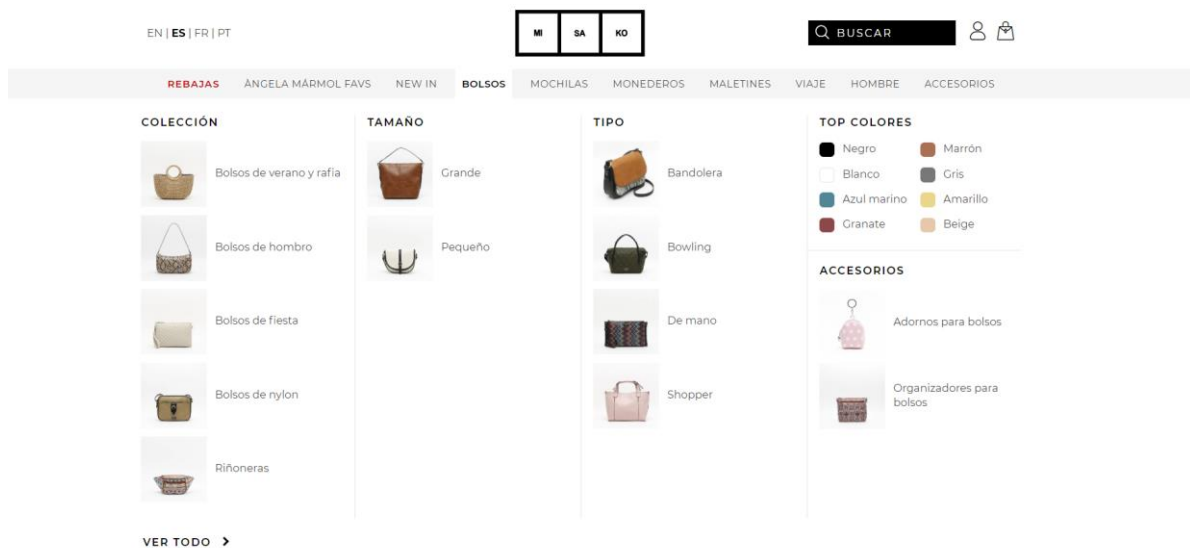 EN | ES | FR | PT
MI SA KO
BUSCAR
REBAJAS ÀNGELA MÁRMOL FAVS NEW IN BOLSOS MOCHILAS MONEDEROS MALETINES VIAJE HOMBRE ACCESORIOS
COLECCIÓN
Bolsos de verano y rafia
Bolsos de hombro
Bolsos de fiesta
Bolsos de nylon
Riñoneras
TAMAÑO
Grande
Pequeño
TIPO
Bandolera
Bowling
De mano
Shopper
TOP COLORES
Negro Marrón
Blanco Gris
Azul marino Amarillo
Granate Beige
ACCESORIOS
Adornos para bolsos
Organizadores para
bolsos
VER TODO >